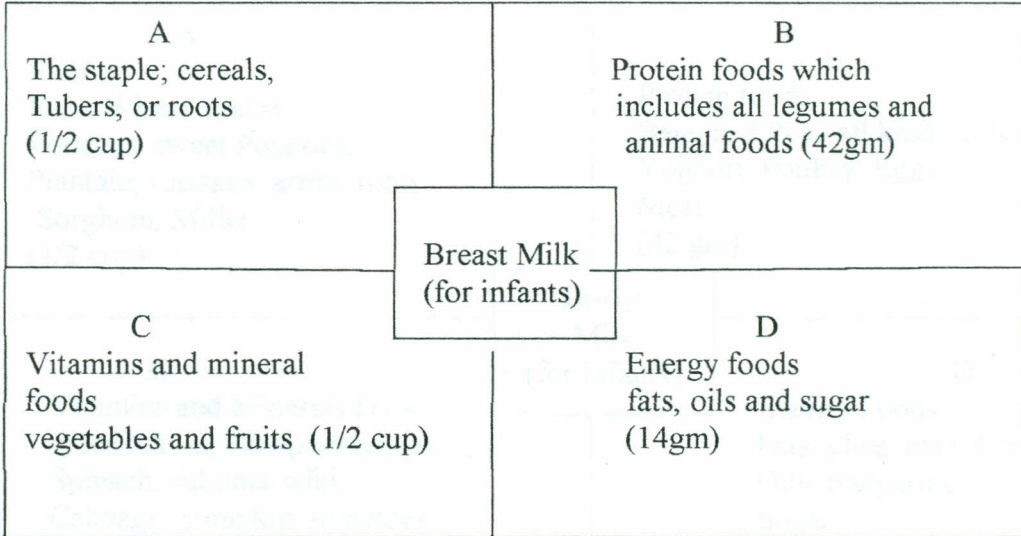 A
The staple; cereals,
Tubers, or roots
(1/2 cup)
B
Protein foods which
includes all legumes and
animal foods (42gm)
Breast Milk
(for infants)
C
Vitamins and mineral
foods
vegetables and fruits (1/2 cup)
D
Energy foods
fats, oils and sugar
(14gm)